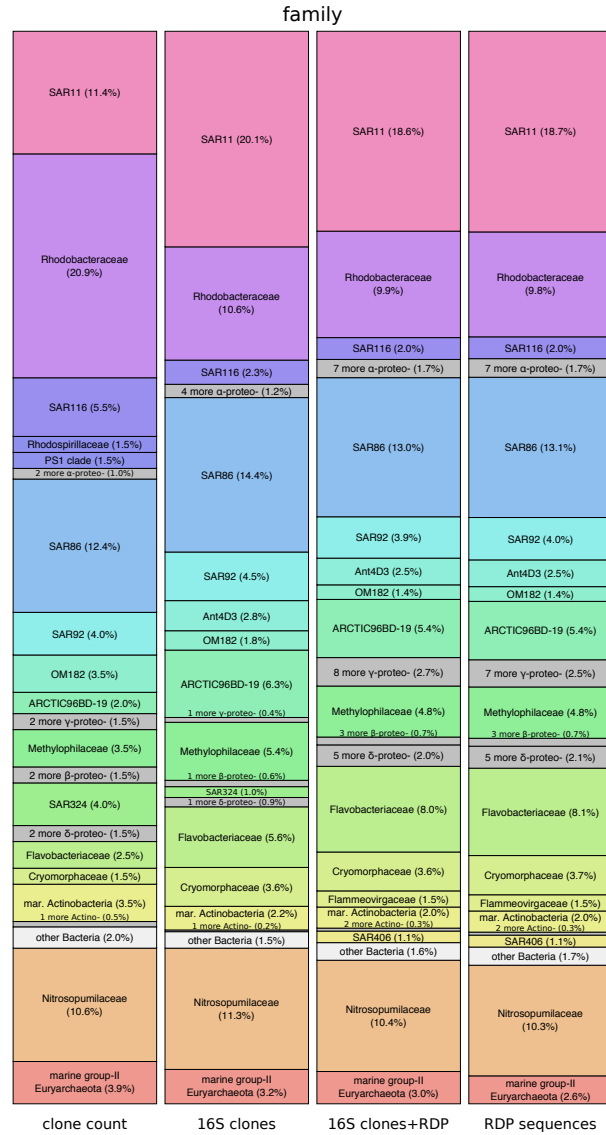 family
SAR11 (11.4%)
Rhodobacteraceae
(20.9%)
SAR116 (5.5%)
Rhodospirillaceae (1.5%)
PS1 clade (1.5%)
2 more α-proteo- (1.0%)
SAR86 (12.4%)
SAR92 (4.0%)
OM182 (3.5%)
ARCTIC96BD-19 (2.0%)
2 more γ-proteo- (1.5%)
Methylophilaceae (3.5%)
2 more β-proteo- (1.5%)
SAR324 (4.0%)
2 more δ-proteo- (1.5%)
Flavobacteriaceae (2.5%)
Cryomorphaceae (1.5%)
mar. Actinobacteria (3.5%)
1 more Actino- (0.5%)
other Bacteria (2.0%)
Nitrosopumilaceae
(10.6%)
marine group-II
Euryarchaeota (3.9%)
clone count
SAR11 (20.1%)
Rhodobacteraceae
(10.6%)
SAR116 (2.3%)
4 more α-proteo- (1.2%)
SAR86 (14.4%)
SAR92 (4.5%)
Ant4D3 (2.8%)
OM182 (1.8%)
ARCTIC96BD-19 (6.3%)
1 more γ-proteo- (0.4%)
Methylophilaceae (5.4%)
1 more β-proteo- (0.6%)
SAR324 (1.0%)
1 more δ-proteo- (0.9%)
Flavobacteriaceae (5.6%)
Cryomorphaceae (3.6%)
mar. Actinobacteria (2.2%)
1 more Actino- (0.2%)
other Bacteria (1.5%)
Nitrosopumilaceae
(11.3%)
marine group-II
Euryarchaeota (3.2%)
16S clones
SAR11 (18.6%)
Rhodobacteraceae
(9.9%)
SAR116 (2.0%)
7 more α-proteo- (1.7%)
SAR86 (13.0%)
SAR92 (3.9%)
Ant4D3 (2.5%)
OM182 (1.4%)
ARCTIC96BD-19 (5.4%)
8 more γ-proteo- (2.7%)
Methylophilaceae (4.8%)
3 more β-proteo- (0.7%)
5 more δ-proteo- (2.0%)
Flavobacteriaceae (8.0%)
Cryomorphaceae (3.6%)
Flammeovirgaceae (1.5%)
mar. Actinobacteria (2.0%)
2 more Actino- (0.3%)
SAR406 (1.1%)
other Bacteria (1.6%)
Nitrosopumilaceae
(10.4%)
marine group-II
Euryarchaeota (3.0%)
16S clones+RDP
SAR11 (18.7%)
Rhodobacteraceae
(9.8%)
SAR116 (2.0%)
7 more α-proteo- (1.7%)
SAR86 (13.1%)
SAR92 (4.0%)
Ant4D3 (2.5%)
OM182 (1.4%)
ARCTIC96BD-19 (5.4%)
7 more γ-proteo- (2.5%)
Methylophilaceae (4.8%)
3 more β-proteo- (0.7%)
5 more δ-proteo- (2.1%)
Flavobacteriaceae (8.1%)
Cryomorphaceae (3.7%)
Flammeovirgaceae (1.5%)
mar. Actinobacteria (2.0%)
2 more Actino- (0.3%)
SAR406 (1.1%)
other Bacteria (1.7%)
Nitrosopumilaceae
(10.3%)
marine group-II
Euryarchaeota (2.6%)
RDP sequences